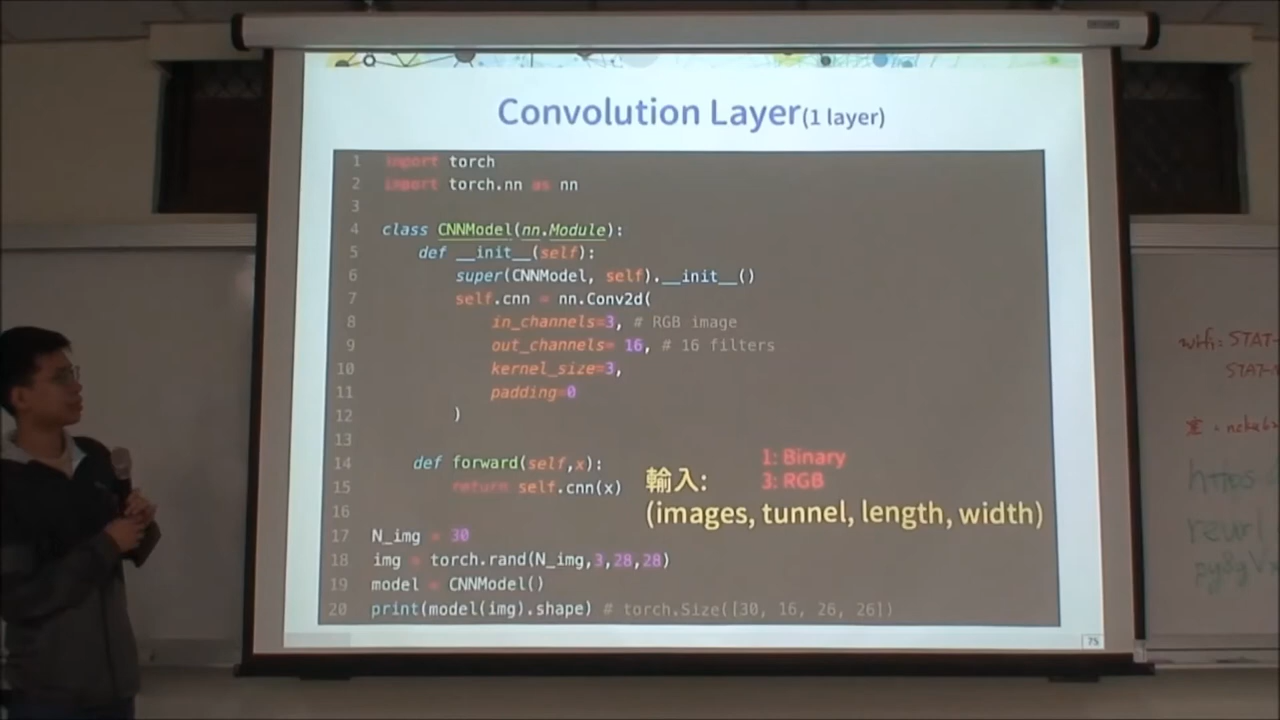 Convolution Layer(1 layer)
1 import torch
2 import torch.nn as nn
3
4 class CNNModel(nn.Module):
5 def __init__(self):
6 super(CNNModel, self).__init__()
7 self.cnn = nn.Conv2d(
8 in_channels=3, # RGB image
9 out_channels= 16, # 16 filters
10 kernel_size=3,
11 padding=0
12 )
13
14 def forward(self,x):
15 return self.cnn(x)
16
17 N_img = 30
18 img = torch.rand(N_img,3,28,28)
19 model = CNNModel()
20 print(model(img).shape) # torch.Size([30, 16, 26, 26])
1: Binary
3: RGB
輸入:
(images, tunnel, length, width)
75
wifi: STAT-
STAT-
https
reurl